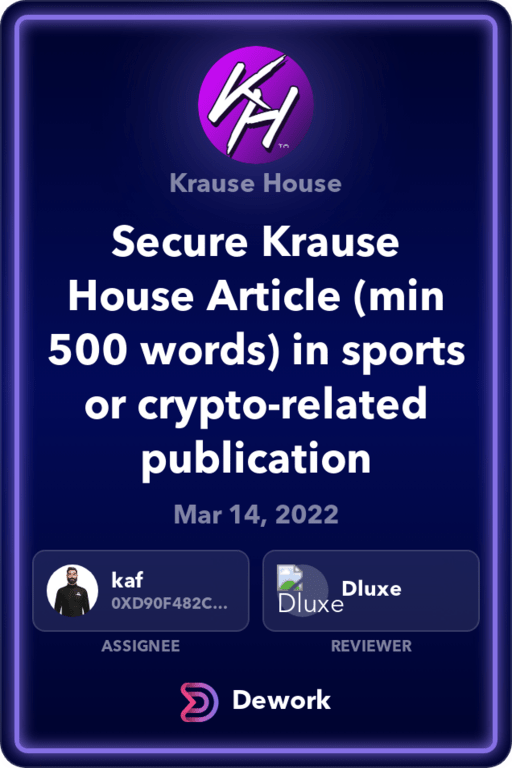 KH
Krause House
Secure Krause
House Article (min
500 words) in sports
or crypto-related
publication
Mar 14, 2022
kaf
0XD90F482C...
Dluxe
Dluxe
ASSIGNEE
REVIEWER
Dework